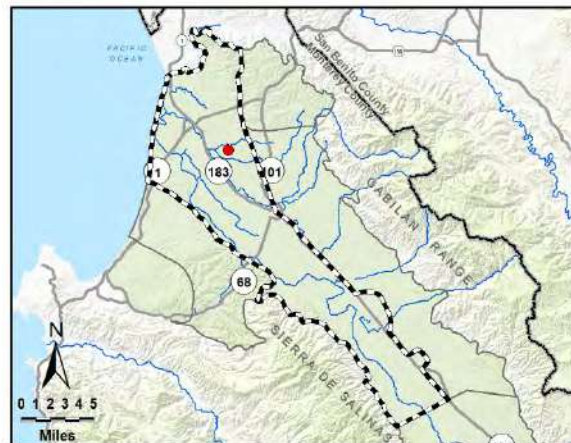 1
PACIFIC
OCEAN
San Benito County
Monterey County
183
101
1
GABILAN RANGE
68
SIERRA DE SALINAS
N
0 1 2 3 4 5
Miles